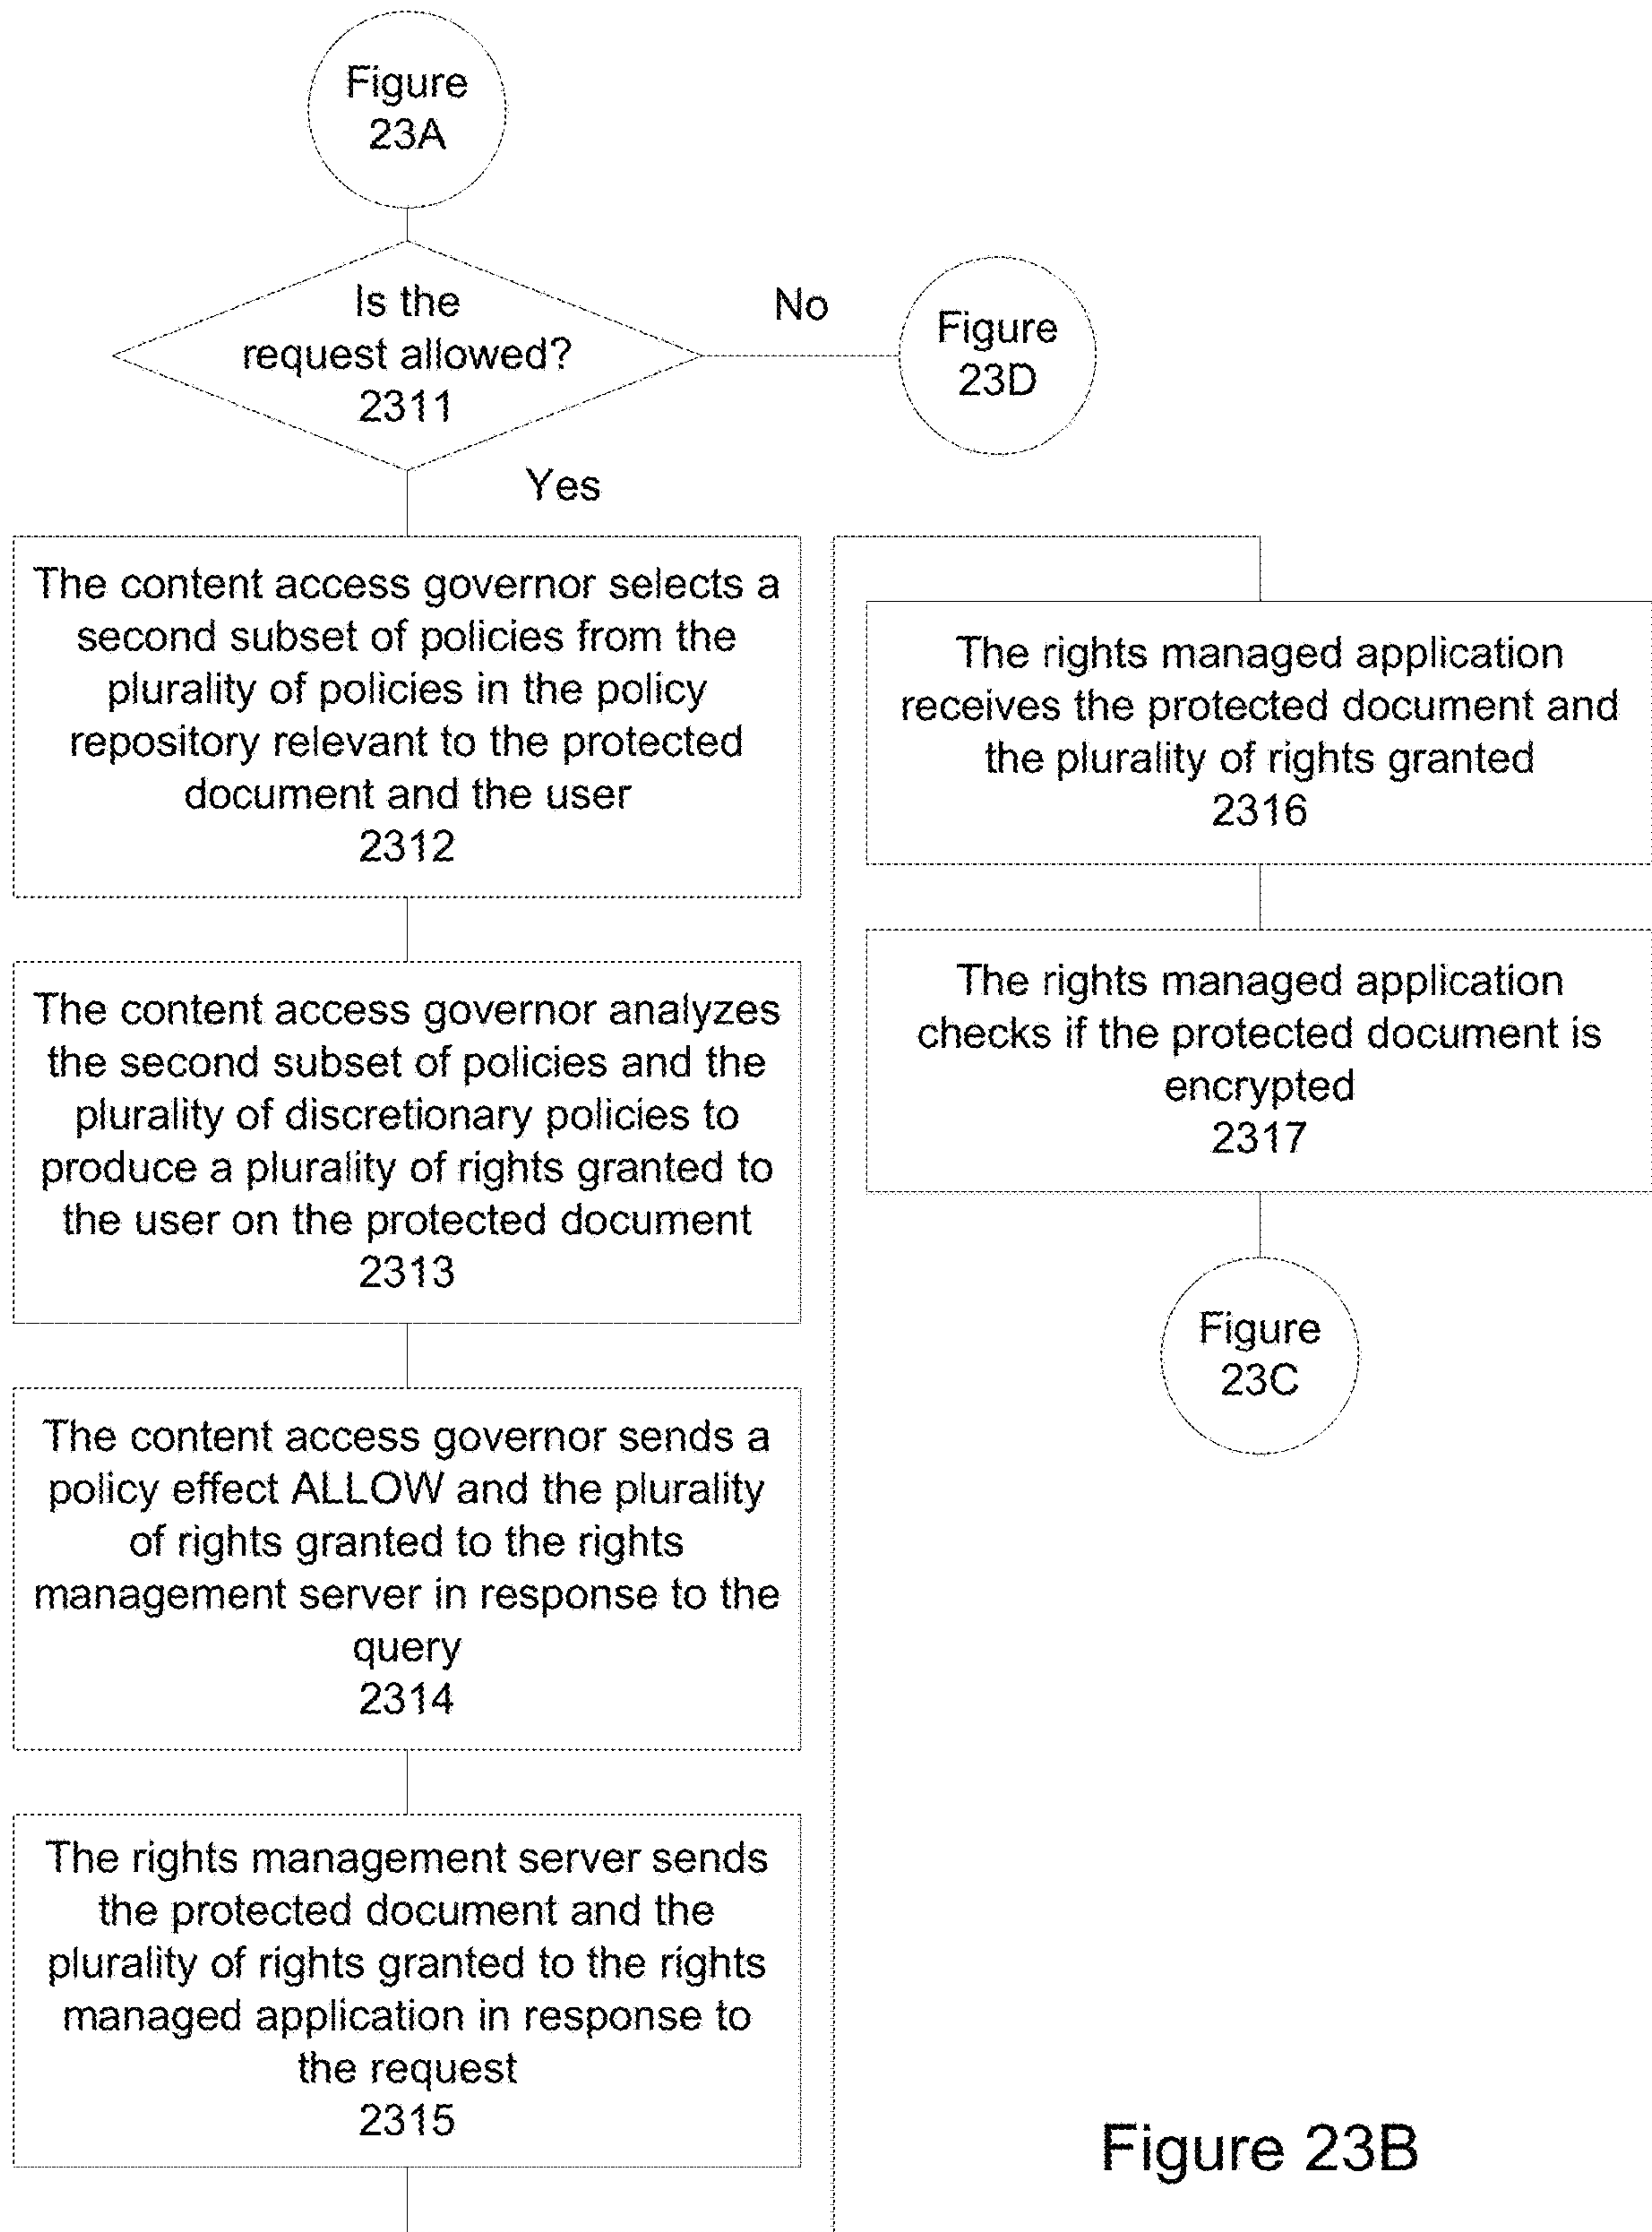 Figure
23A
Is the
request allowed?
2311
No
Figure
23D
Yes
The content access governor selects a
second subset of policies from the
plurality of policies in the policy
repository relevant to the protected
document and the user
2312
The content access governor analyzes
the second subset of policies and the
plurality of discretionary policies to
produce a plurality of rights granted to
the user on the protected document
2313
The content access governor sends a
policy effect ALLOW and the plurality
of rights granted to the rights
management server in response to the
query
2314
The rights management server sends
the protected document and the
plurality of rights granted to the rights
managed application in response to
the request
2315
The rights managed application
receives the protected document and
the plurality of rights granted
2316
The rights managed application
checks if the protected document is
encrypted
2317
Figure
23C
Figure 23B